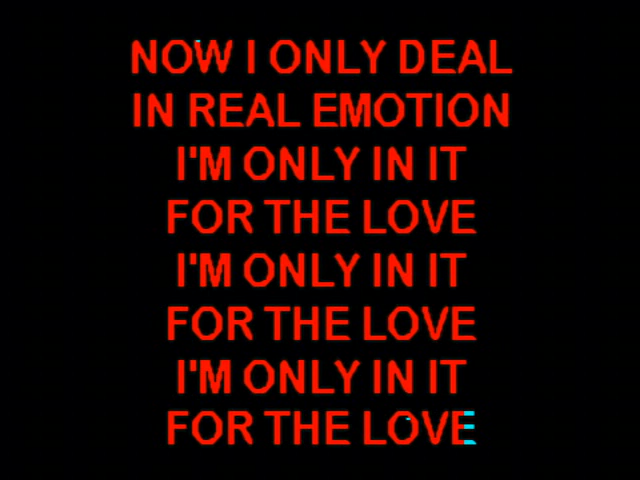 NOW I ONLY DEAL
IN REAL EMOTION
I'M ONLY IN IT
FOR THE LOVE
I'M ONLY IN IT
FOR THE LOVE
I'M ONLY IN IT
FOR THE LOVE